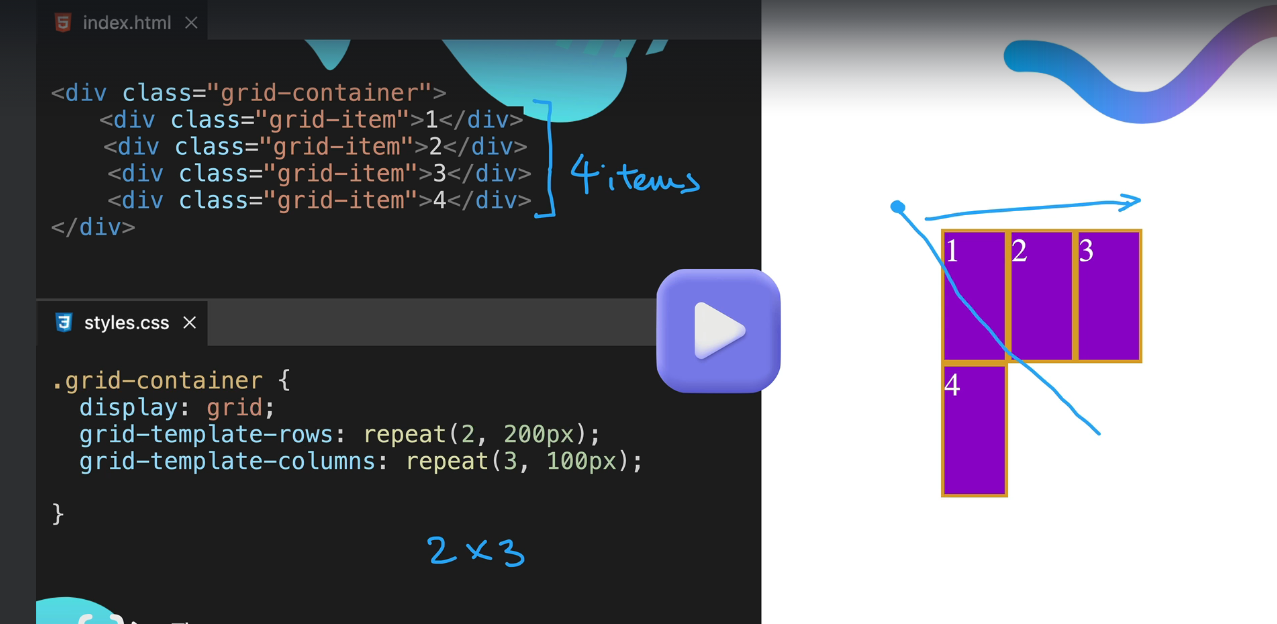 index.html
<div class="grid-container">
<div class="grid-item">1</div>
<div class="grid-item">2</div>
<div class="grid-item">3</div>
<div class="grid-item">4</div>
</div>
4 items
styles.css
.grid-container {
display: grid;
grid-template-rows: repeat(2, 200px);
grid-template-columns: repeat(3, 100px);
}
2 x 3
1 2 3
4